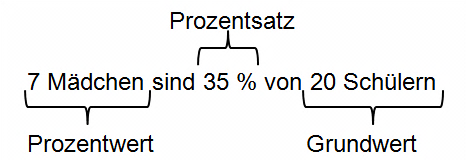 Prozentsatz
7 Mädchen sind 35 % von 20 Schülern
Prozentwert Grundwert